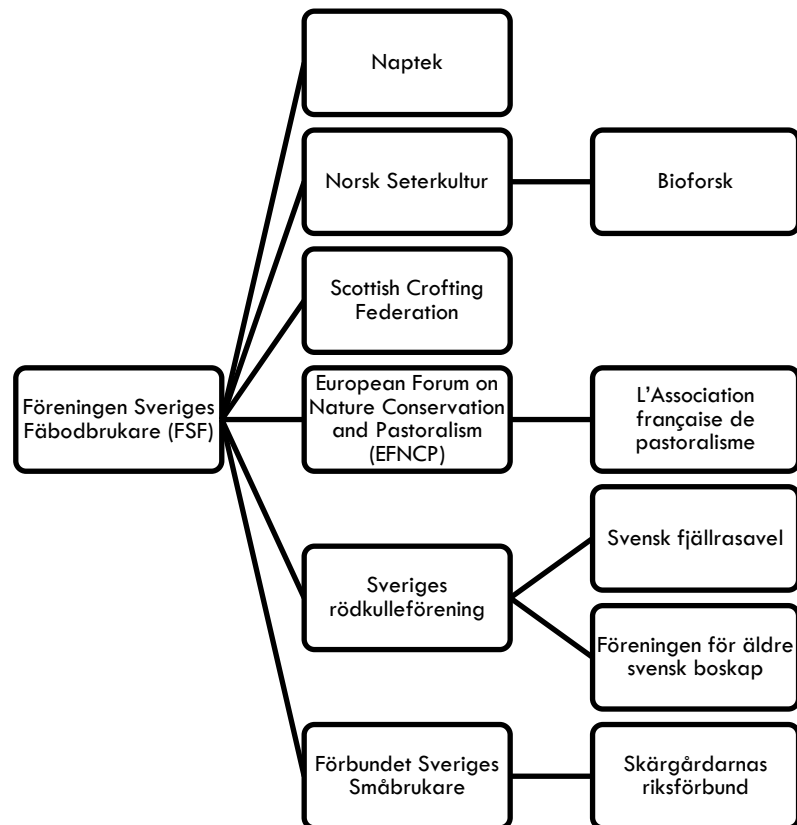 Naptek
Norsk Seterkultur
Bioforsk
Scottish Crofting
Federation
Föreningen Sveriges
Fäbodbrukare (FSF)
European Forum on
Nature Conservation
and Pastoralism
(EFNCP)
L'Association
française de
pastoralisme
Sveriges
rödkulleförening
Svensk fjällrasavel
Föreningen för äldre
svensk boskap
Förbundet Sveriges
Småbrukare
Skärgårdarnas
riksförbund